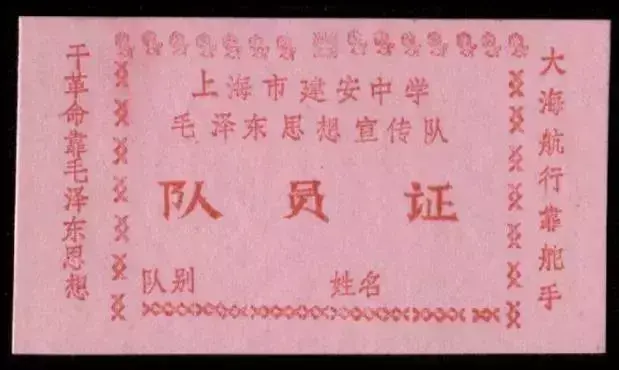 大海航行靠舵手
上海市建安中学
毛泽东思想宣传队
队员证
队别 姓名
干革命靠毛泽东思想